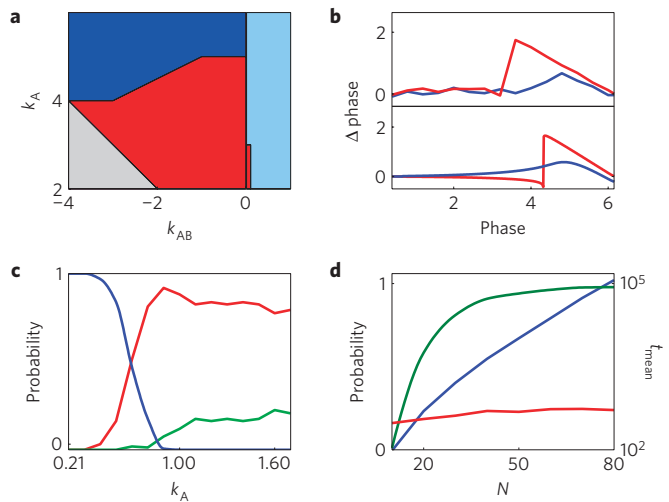 a
k_A
4
2
−4
−2
0
k_AB
b
Δ phase
2
0
2
0
2
4
6
Phase
c
Probability
1
0
0.21
1.00
1.60
k_A
d
Probability
1
0
20
50
80
N
10^5
t_mean
10^2